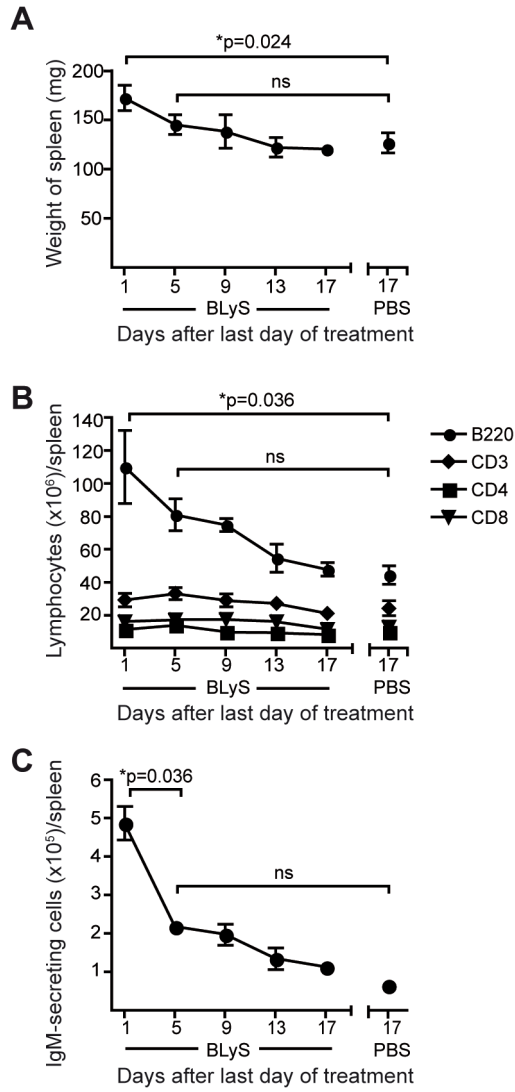 A
*p=0.024
ns
Weight of spleen (mg)
200
150
100
50
1 5 9 13 17 17
BLyS PBS
Days after last day of treatment
B
*p=0.036
ns
Lymphocytes (x10⁶)/spleen
140
120
100
80
60
40
20
B220
CD3
CD4
CD8
1 5 9 13 17 17
BLyS PBS
Days after last day of treatment
C
*p=0.036
ns
IgM-secreting cells (x10⁵)/spleen
6
5
4
3
2
1
1 5 9 13 17 17
BLyS PBS
Days after last day of treatment